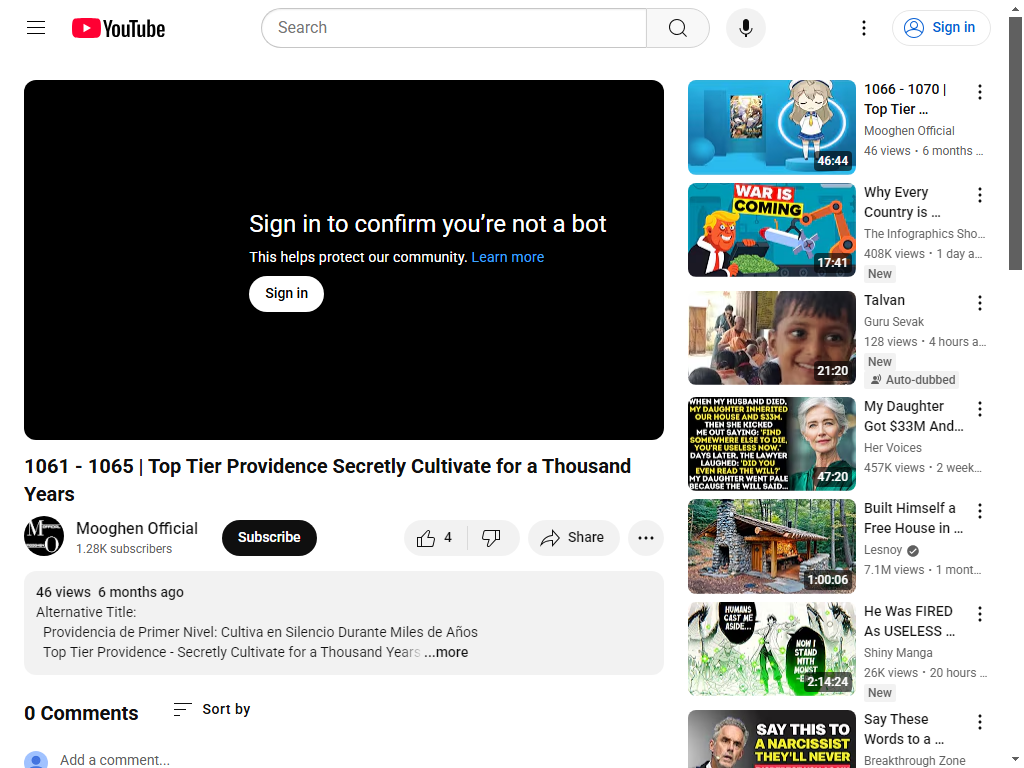 YouTube
Search
Sign in
Sign in to confirm you’re not a bot
This helps protect our community. Learn more
Sign in
1061 - 1065 | Top Tier Providence Secretly Cultivate for a Thousand
Years
Mooghen Official
1.28K subscribers
Subscribe
4
Share
46 views 6 months ago
Alternative Title:
Providencia de Primer Nivel: Cultiva en Silencio Durante Miles de Años
Top Tier Providence - Secretly Cultivate for a Thousand Years ...more
0 Comments
Sort by
Add a comment...
46:44
1066 - 1070 |
Top Tier ...
Mooghen Official
46 views • 6 months ...
WAR IS
COMING
17:41
Why Every
Country is ...
The Infographics Sho...
408K views • 1 day a...
New
21:20
Talvan
Guru Sevak
128 views • 4 hours a...
New
Auto-dubbed
WHEN MY HUSBAND DIED,
MY DAUGHTER INHERITED
OUR HOUSE AND $33M.
THEN SHE KICKED
ME OUT SAYING: 'FIND
SOMEWHERE ELSE TO DIE,
YOU'RE USELESS NOW.'
DAYS LATER, THE LAWYER
LAUGHED: 'DID YOU
EVEN READ THE WILL?'
MY DAUGHTER WENT PALE
BECAUSE THE WILL SAID...
47:20
My Daughter
Got $33M And...
Her Voices
457K views • 2 week...
1:00:06
Built Himself a
Free House in ...
Lesnoy
7.1M views • 1 mont...
HUMANS
CAST ME
ASIDE...
NOW I
STAND
WITH
2:14:24
He Was FIRED
As USELESS ...
Shiny Manga
26K views • 20 hours ...
New
SAY THIS TO
A NARCISSIST
THEY'LL NEVER
Say These
Words to a ...
Breakthrough Zone